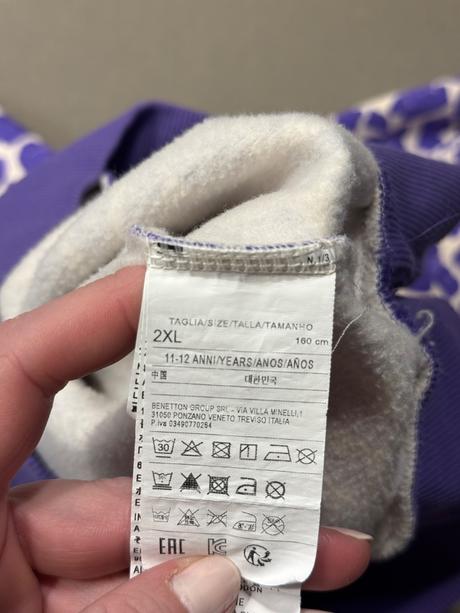 N.1/3
TAGLIA/SIZE/TALLA/TAMANHO
2XL 160 cm
11-12 ANNI/YEARS/ANOS/AÑOS
中国 대한민국
BENETTON GROUP SRL - VIA VILLA MINELLI,1
31050 PONZANO VENETO TREVISO ITALIA
P.iva 03490770264
30
EAC KC